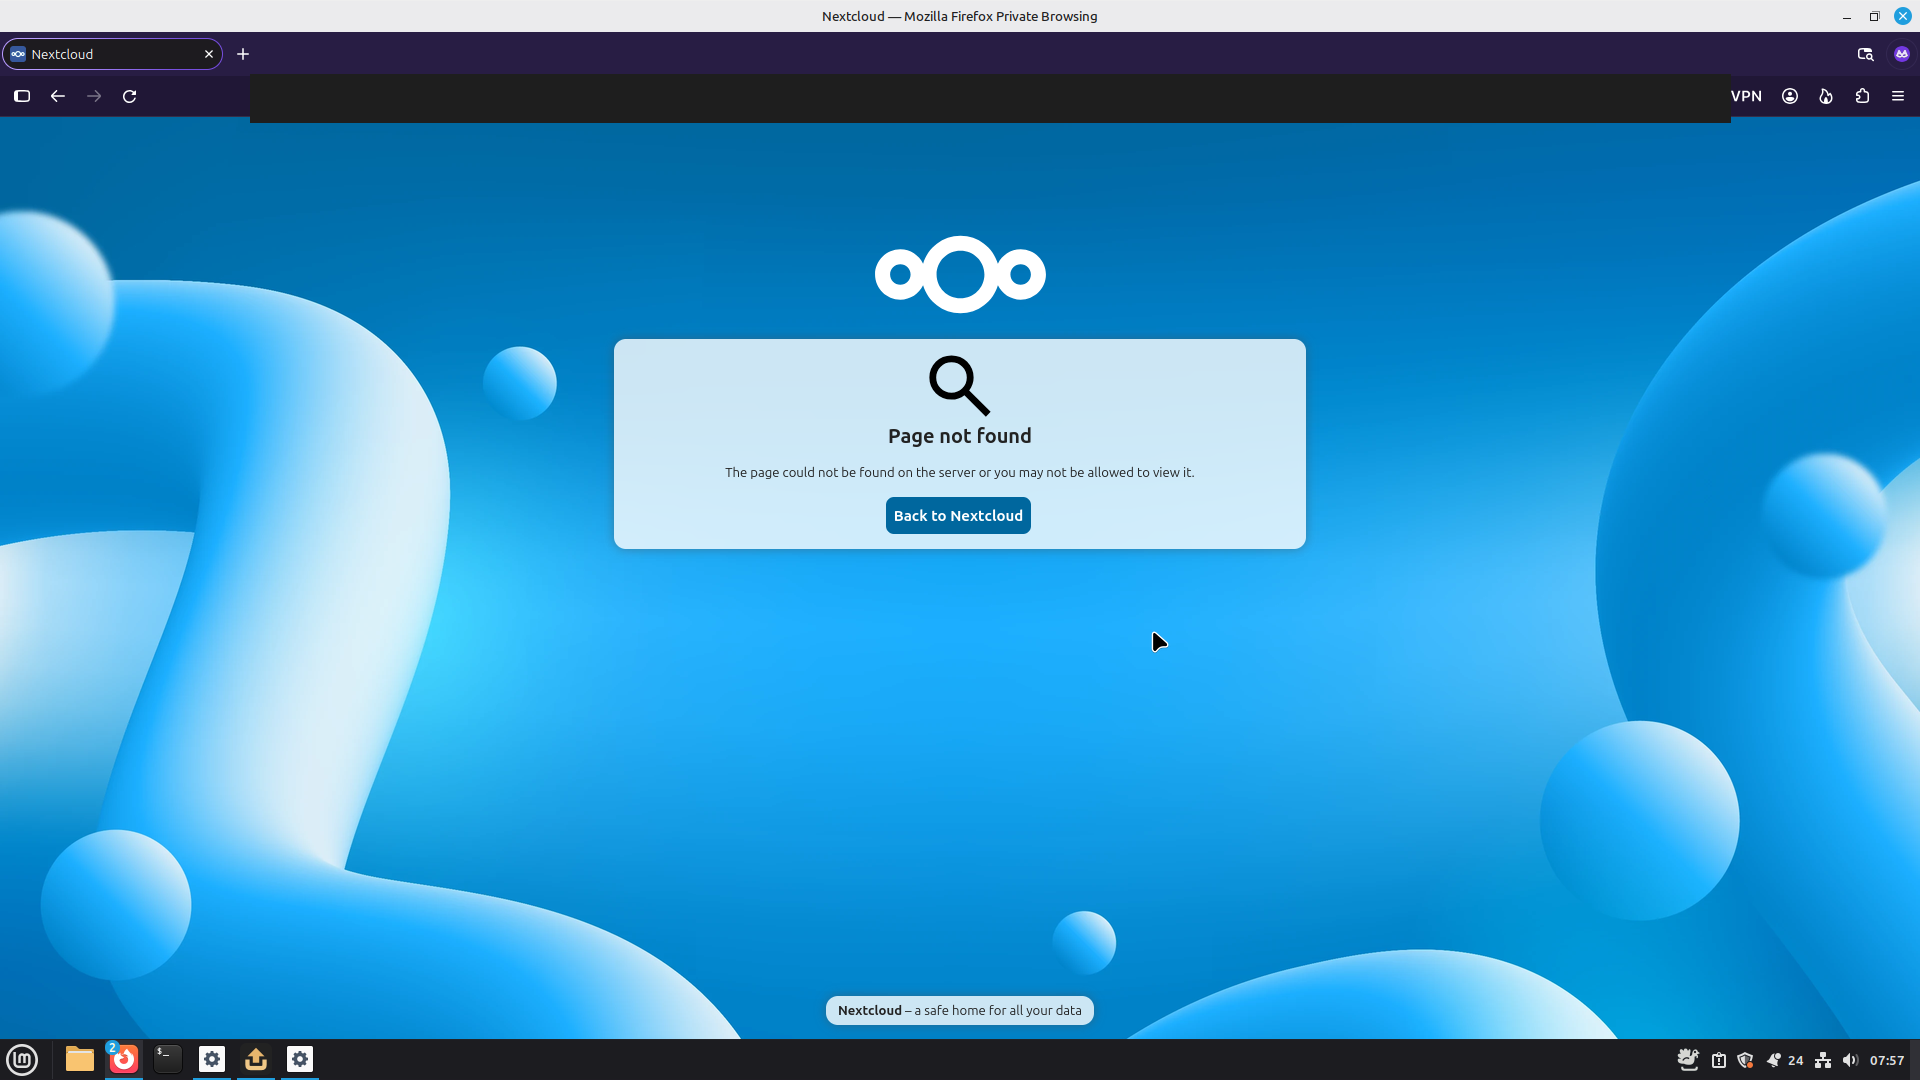 Nextcloud — Mozilla Firefox Private Browsing
Nextcloud
VPN
Page not found
The page could not be found on the server or you may not be allowed to view it.
Back to Nextcloud
Nextcloud – a safe home for all your data
2
$_
lm
24
07:57